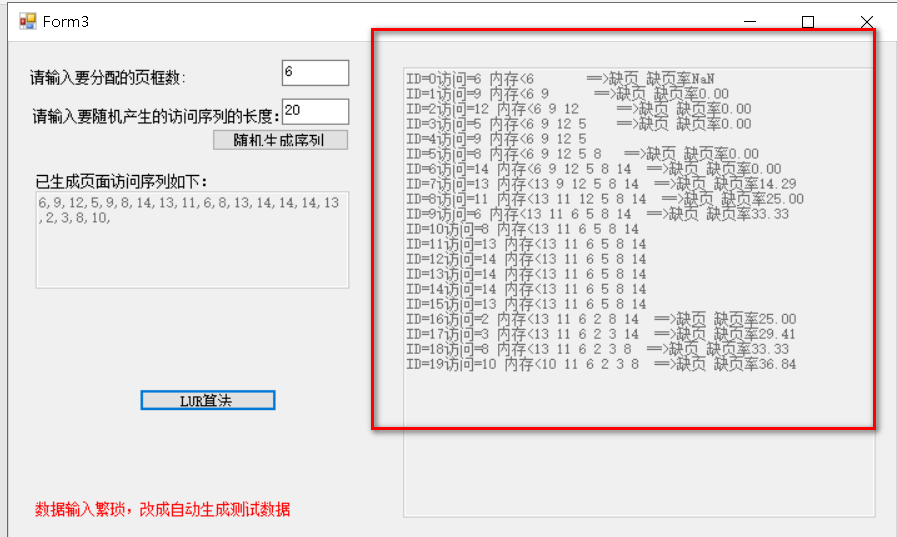 Form3
请输入要分配的页框数:
6
请输入要随机产生的访问序列的长度:
20
随机生成序列
已生成页面访问序列如下:
6,9,12,5,9,8,14,13,11,6,8,13,14,14,14,13
,2,3,8,10,
LUR算法
数据输入繁琐，改成自动生成测试数据
ID=0访问=6 内存<6 ==>缺页 缺页率NaN
ID=1访问=9 内存<6 9 ==>缺页 缺页率0.00
ID=2访问=12 内存<6 9 12 ==>缺页 缺页率0.00
ID=3访问=5 内存<6 9 12 5 ==>缺页 缺页率0.00
ID=4访问=9 内存<6 9 12 5
ID=5访问=8 内存<6 9 12 5 8 ==>缺页 缺页率0.00
ID=6访问=14 内存<6 9 12 5 8 14 ==>缺页 缺页率0.00
ID=7访问=13 内存<13 9 12 5 8 14 ==>缺页 缺页率14.29
ID=8访问=11 内存<13 11 12 5 8 14 ==>缺页 缺页率25.00
ID=9访问=6 内存<13 11 6 5 8 14 ==>缺页 缺页率33.33
ID=10访问=8 内存<13 11 6 5 8 14
ID=11访问=13 内存<13 11 6 5 8 14
ID=12访问=14 内存<13 11 6 5 8 14
ID=13访问=14 内存<13 11 6 5 8 14
ID=14访问=14 内存<13 11 6 5 8 14
ID=15访问=13 内存<13 11 6 5 8 14
ID=16访问=2 内存<13 11 6 2 8 14 ==>缺页 缺页率25.00
ID=17访问=3 内存<13 11 6 2 3 14 ==>缺页 缺页率29.41
ID=18访问=8 内存<13 11 6 2 3 8 ==>缺页 缺页率33.33
ID=19访问=10 内存<10 11 6 2 3 8 ==>缺页 缺页率36.84